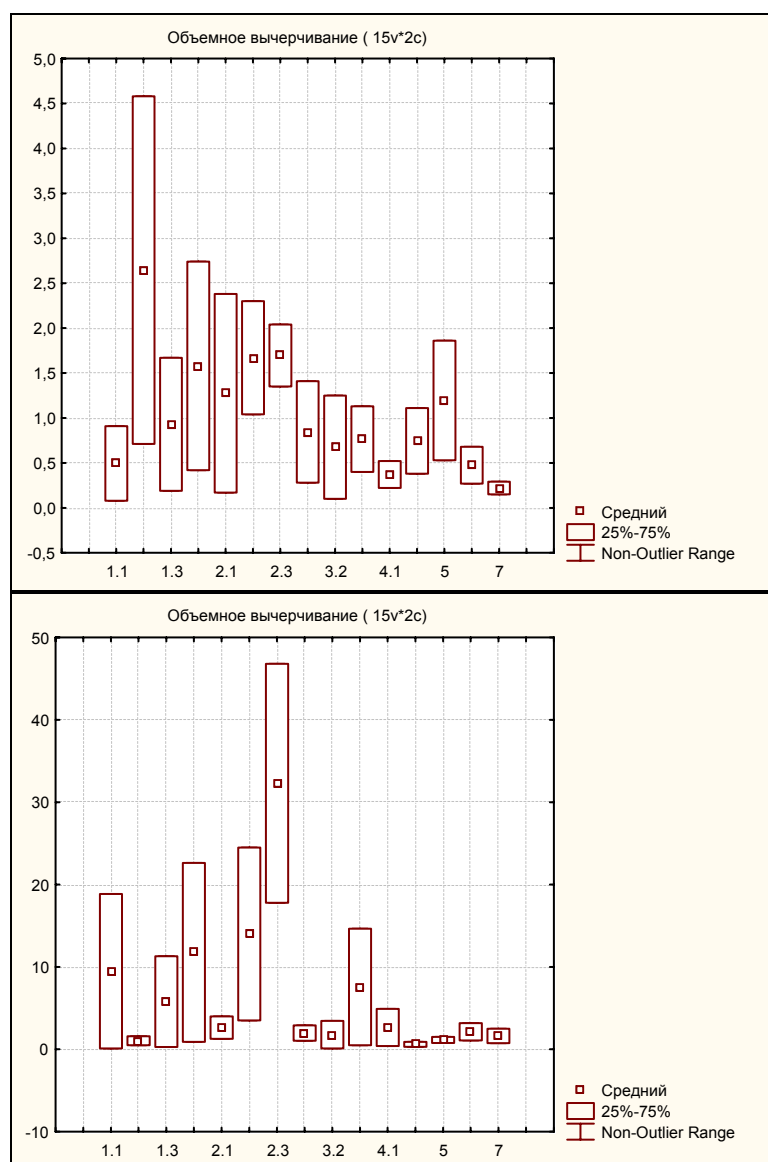 Объемное вычерчивание ( 15v*2c)
5,0
4,5
4,0
3,5
3,0
2,5
2,0
1,5
1,0
0,5
0,0
-0,5
1.1 1.3 2.1 2.3 3.2 4.1 5 7
Средний
25%-75%
Non-Outlier Range
Объемное вычерчивание ( 15v*2c)
50
40
30
20
10
0
-10
1.1 1.3 2.1 2.3 3.2 4.1 5 7
Средний
25%-75%
Non-Outlier Range